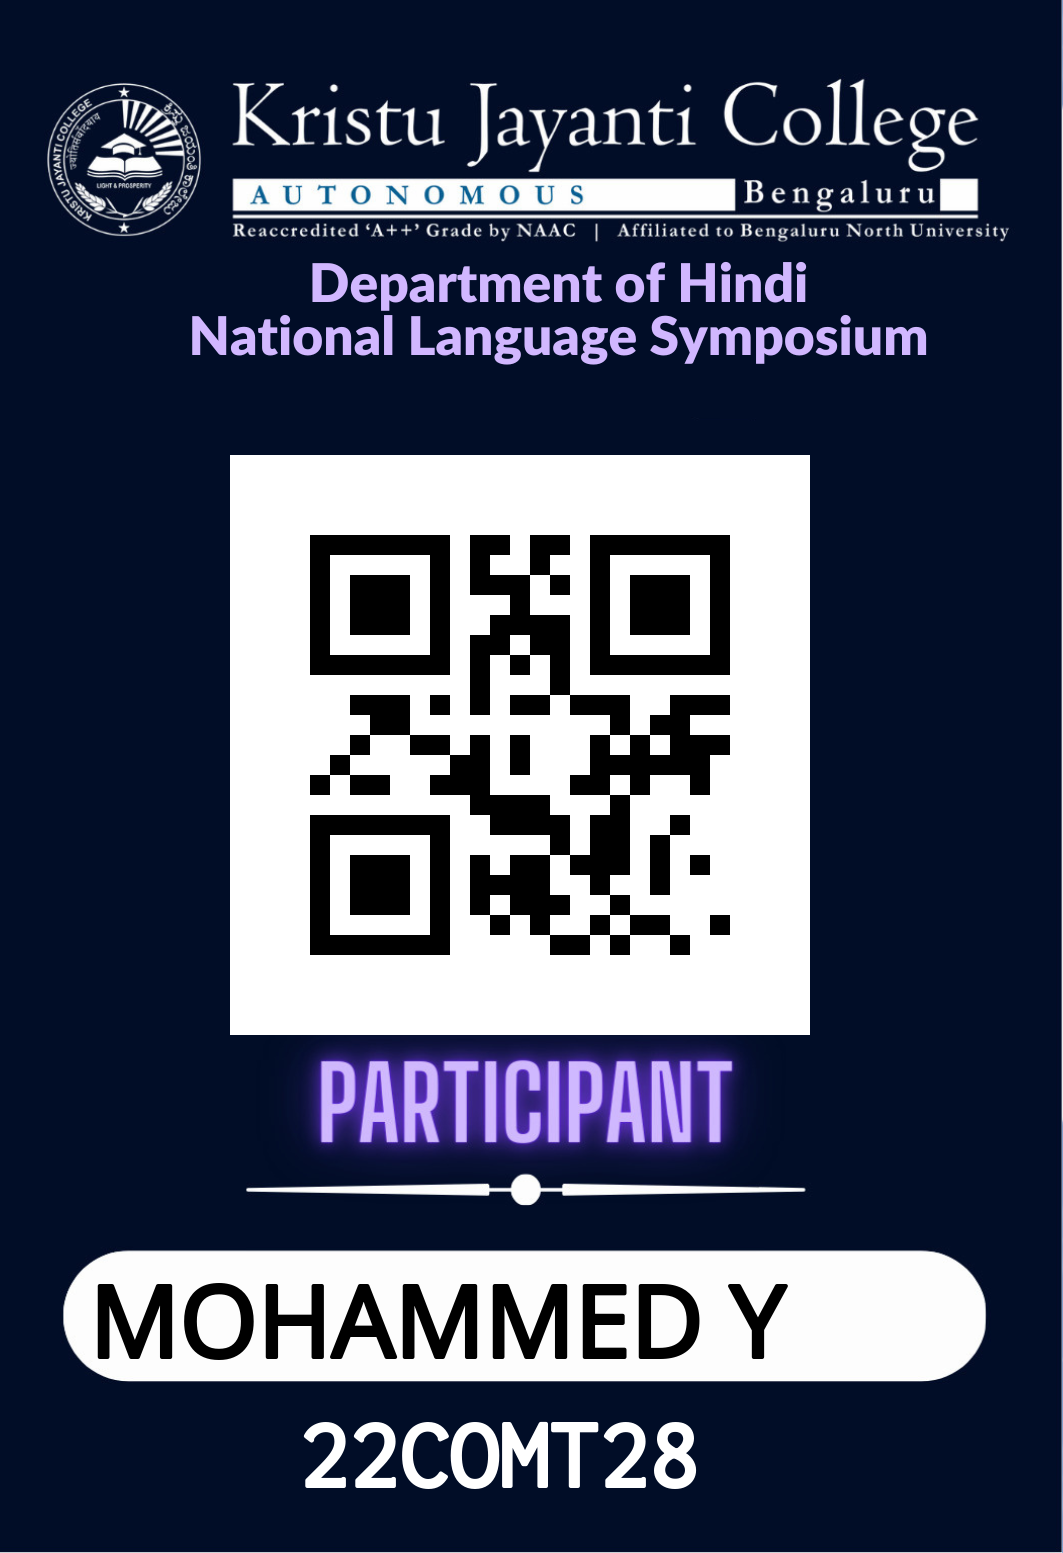 KRISTU JAYANTI COLLEGE
LIGHT & PROSPERITY
Kristu Jayanti College
AUTONOMOUS Bengaluru
Reaccredited ‘A++’ Grade by NAAC | Affiliated to Bengaluru North University
Department of Hindi
National Language Symposium
PARTICIPANT
MOHAMMED Y
22COMT28